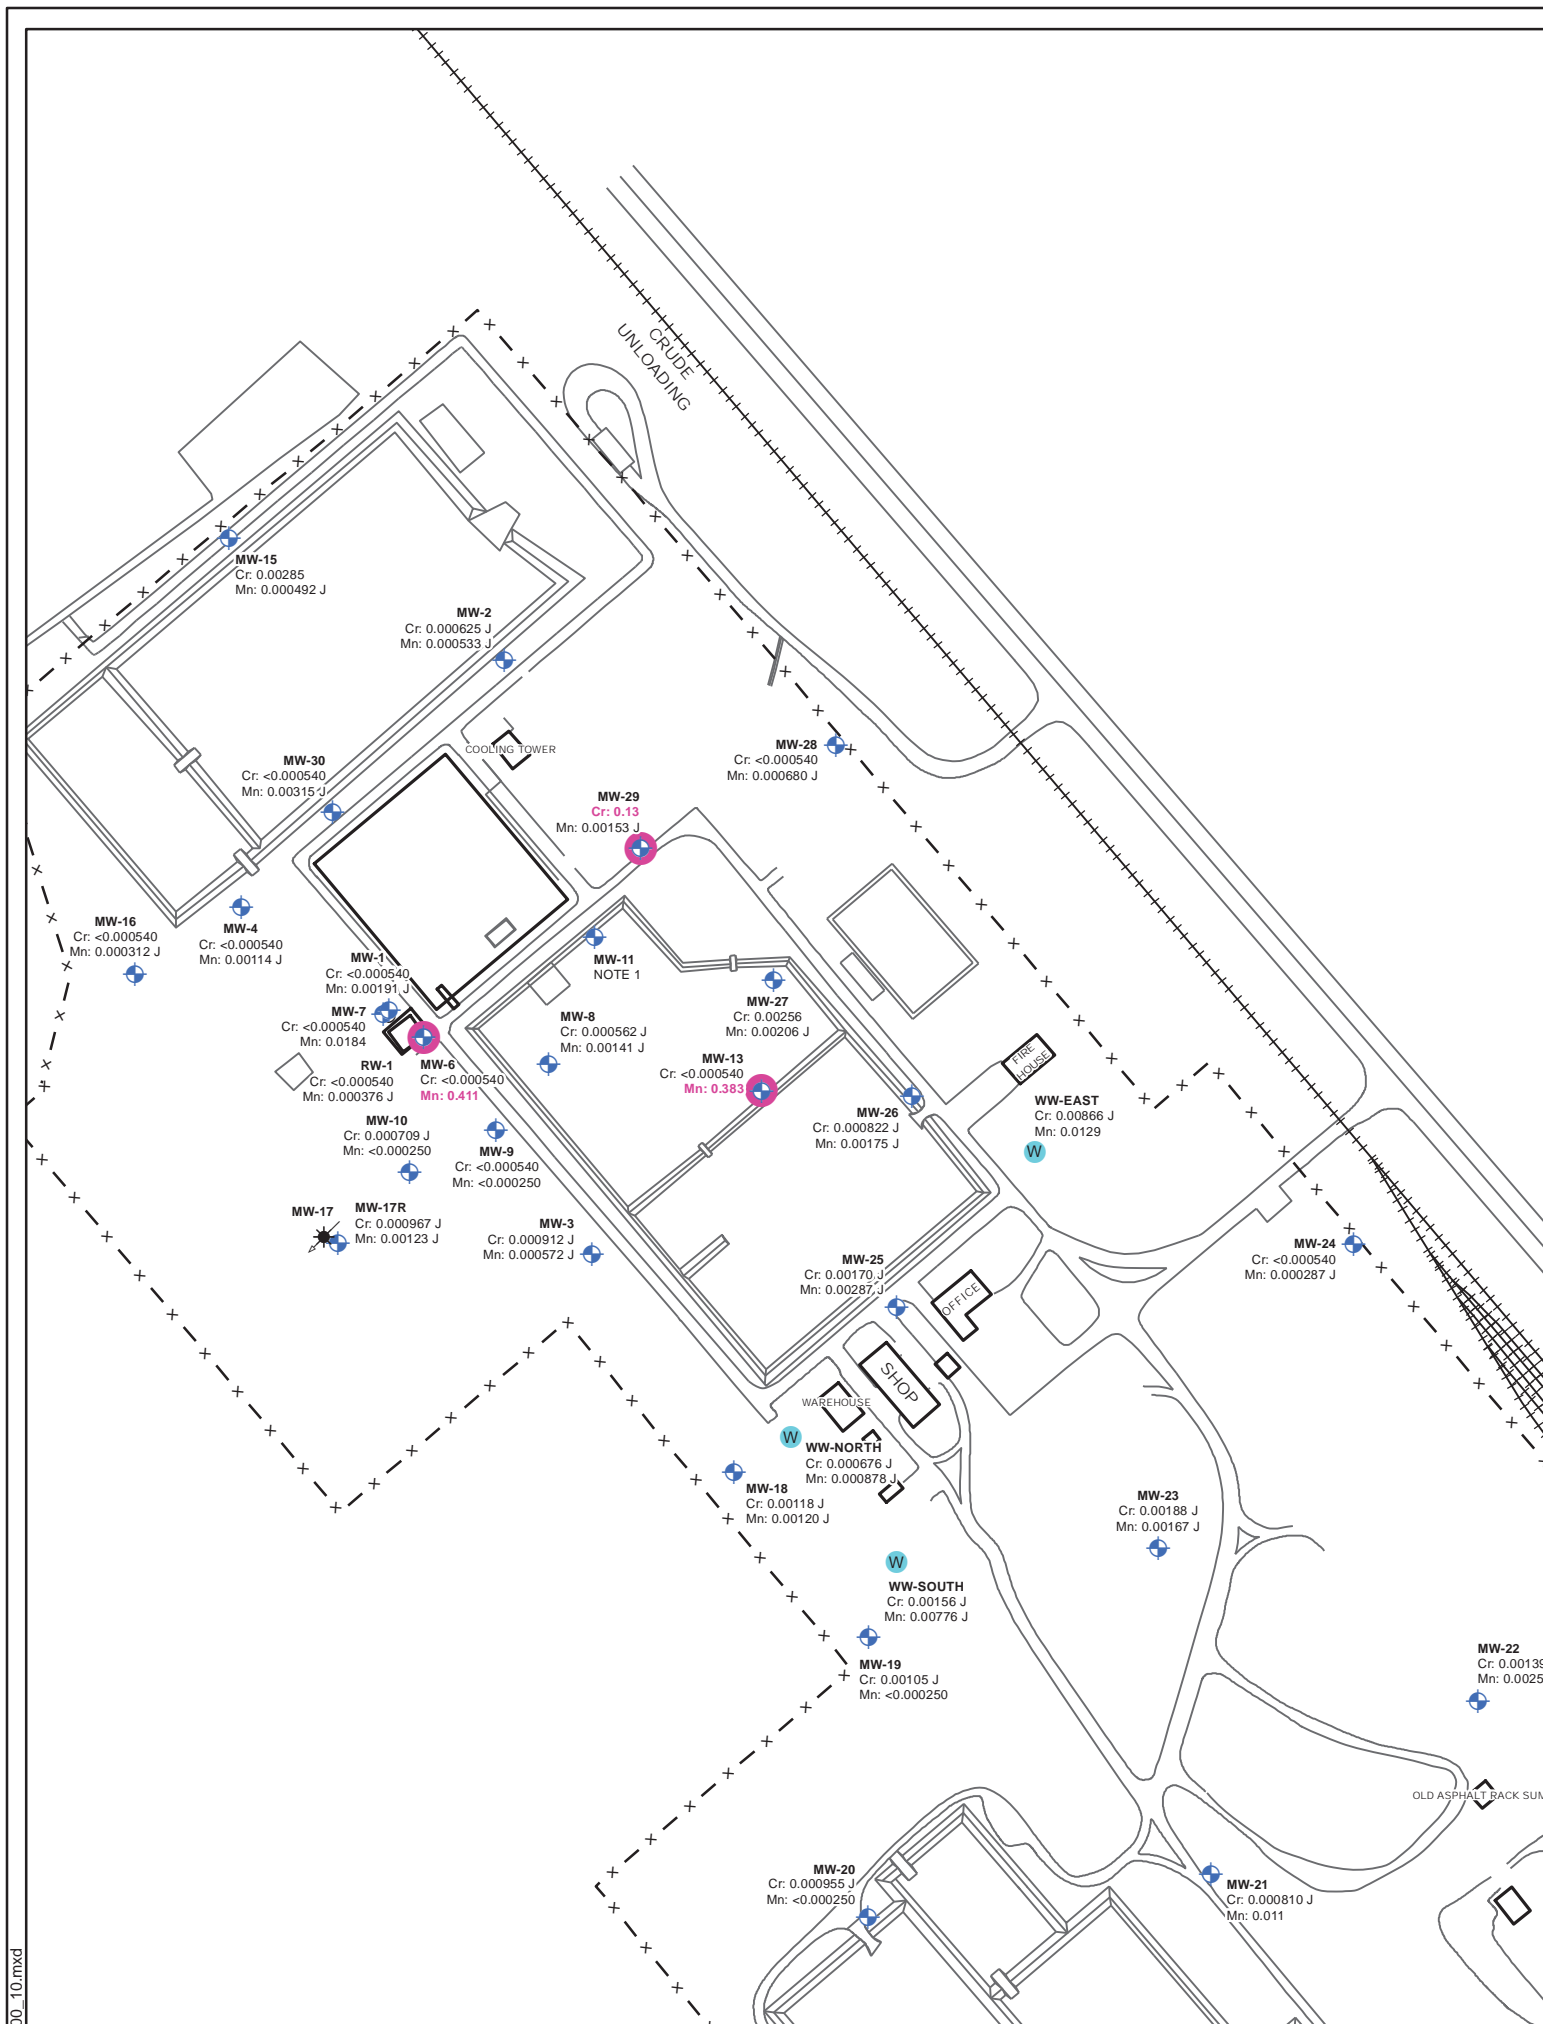 CRUDE
UNLOADING
MW-15
Cr: 0.00285
Mn: 0.000492 J
MW-2
Cr: 0.000625 J
Mn: 0.000533 J
COOLING TOWER
MW-28
Cr: <0.000540
Mn: 0.000680 J
MW-30
Cr: <0.000540
Mn: 0.00315 J
MW-29
Cr: 0.13
Mn: 0.00153 J
MW-16
Cr: <0.000540
Mn: 0.000312 J
MW-4
Cr: <0.000540
Mn: 0.00114 J
MW-1
Cr: <0.000540
Mn: 0.00191 J
MW-11
NOTE 1
MW-27
Cr: 0.00256
Mn: 0.00206 J
MW-7
Cr: <0.000540
Mn: 0.0184
MW-8
Cr: 0.000562 J
Mn: 0.00141 J
RW-1
Cr: <0.000540
Mn: 0.000376 J
MW-6
Cr: <0.000540
Mn: 0.411
MW-13
Cr: <0.000540
Mn: 0.383
FIRE
HOUSE
MW-26
Cr: 0.000822 J
Mn: 0.00175 J
WW-EAST
Cr: 0.00866 J
Mn: 0.0129
W
MW-10
Cr: 0.000709 J
Mn: <0.000250
MW-9
Cr: <0.000540
Mn: <0.000250
MW-17
MW-17R
Cr: 0.000967 J
Mn: 0.00123 J
MW-3
Cr: 0.000912 J
Mn: 0.000572 J
MW-24
Cr: <0.000540
Mn: 0.000287 J
MW-25
Cr: 0.00170 J
Mn: 0.00287 J
OFFICE
SHOP
WAREHOUSE
W
WW-NORTH
Cr: 0.000676 J
Mn: 0.000878 J
MW-18
Cr: 0.00118 J
Mn: 0.00120 J
MW-23
Cr: 0.00188 J
Mn: 0.00167 J
W
WW-SOUTH
Cr: 0.00156 J
Mn: 0.00776 J
MW-19
Cr: 0.00105 J
Mn: <0.000250
MW-22
Cr: 0.00139
Mn: 0.0025
OLD ASPHALT RACK SUM
MW-20
Cr: 0.000955 J
Mn: <0.000250
MW-21
Cr: 0.000810 J
Mn: 0.011
00_10.mxd